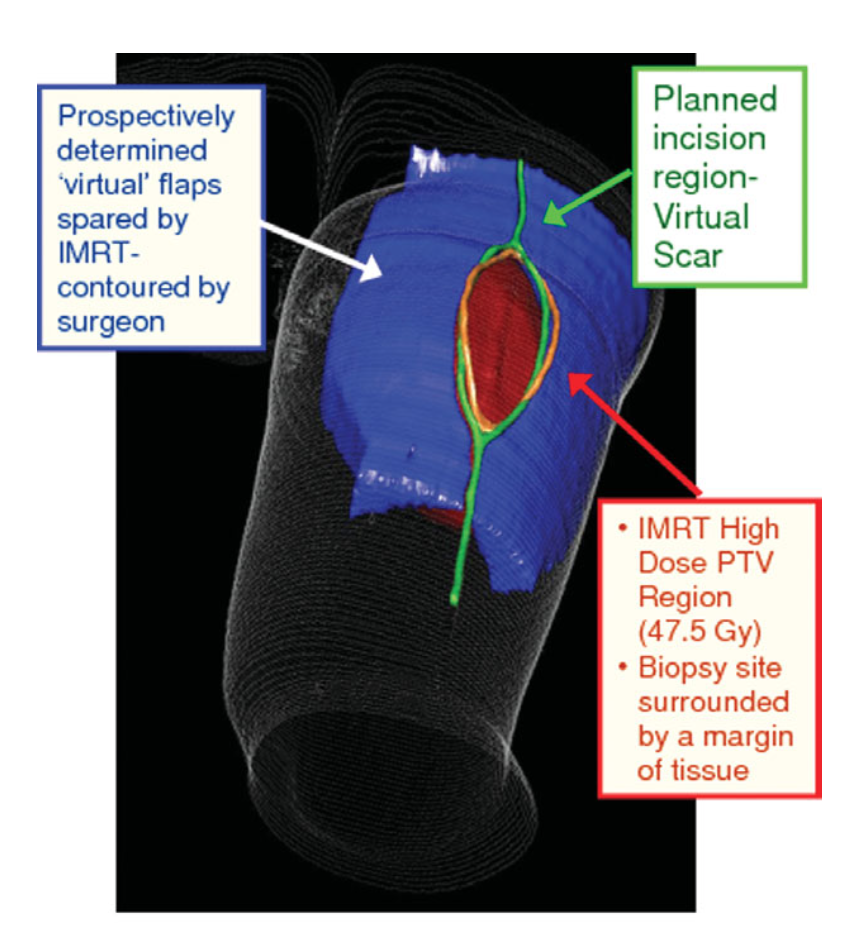 Prospectively
determined
‘virtual’ flaps
spared by
IMRT-
contoured by
surgeon
Planned
incision
region-
Virtual
Scar
• IMRT High
Dose PTV
Region
(47.5 Gy)
• Biopsy site
surrounded
by a margin
of tissue